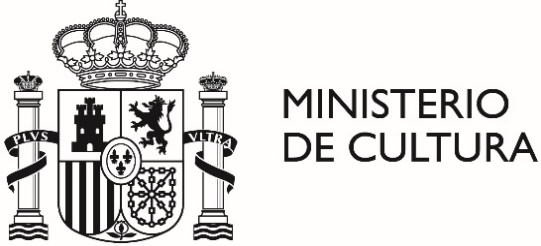 PLVS
VLTRA
MINISTERIO
DE CULTURA